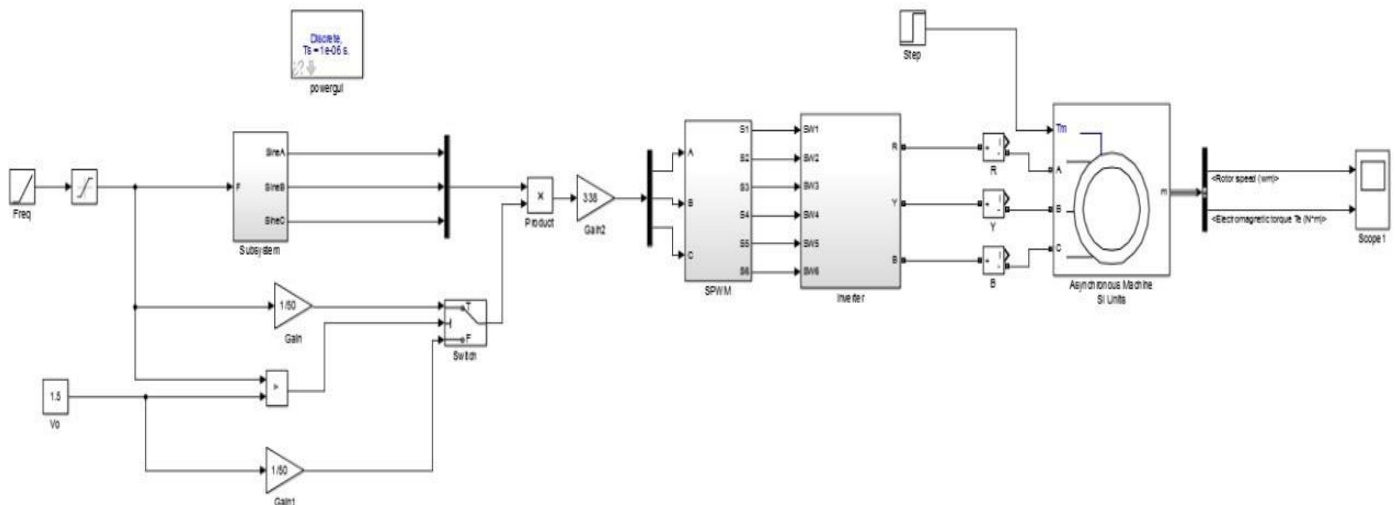 Discrete,
Ts = 1e-06 s.
powergui
Freq
F
SineA
SineB
SineC
Subsystem
1/50
Gain
1.5
Vo
>
1/50
Gain1
T
F
Switch
×
Product
338
Gain2
A
B
C
S1
S2
S3
S4
S5
S6
SPWM
SW1
SW2
SW3
SW4
SW5
SW6
R
Y
B
Inverter
Step
+
-
i
R
+
-
i
Y
+
-
i
B
Tm
A
B
C
m
Asynchronous Machine
SI Units
<Rotor speed (wm)>
<Electromagnetic torque Te (N*m)>
Scope1